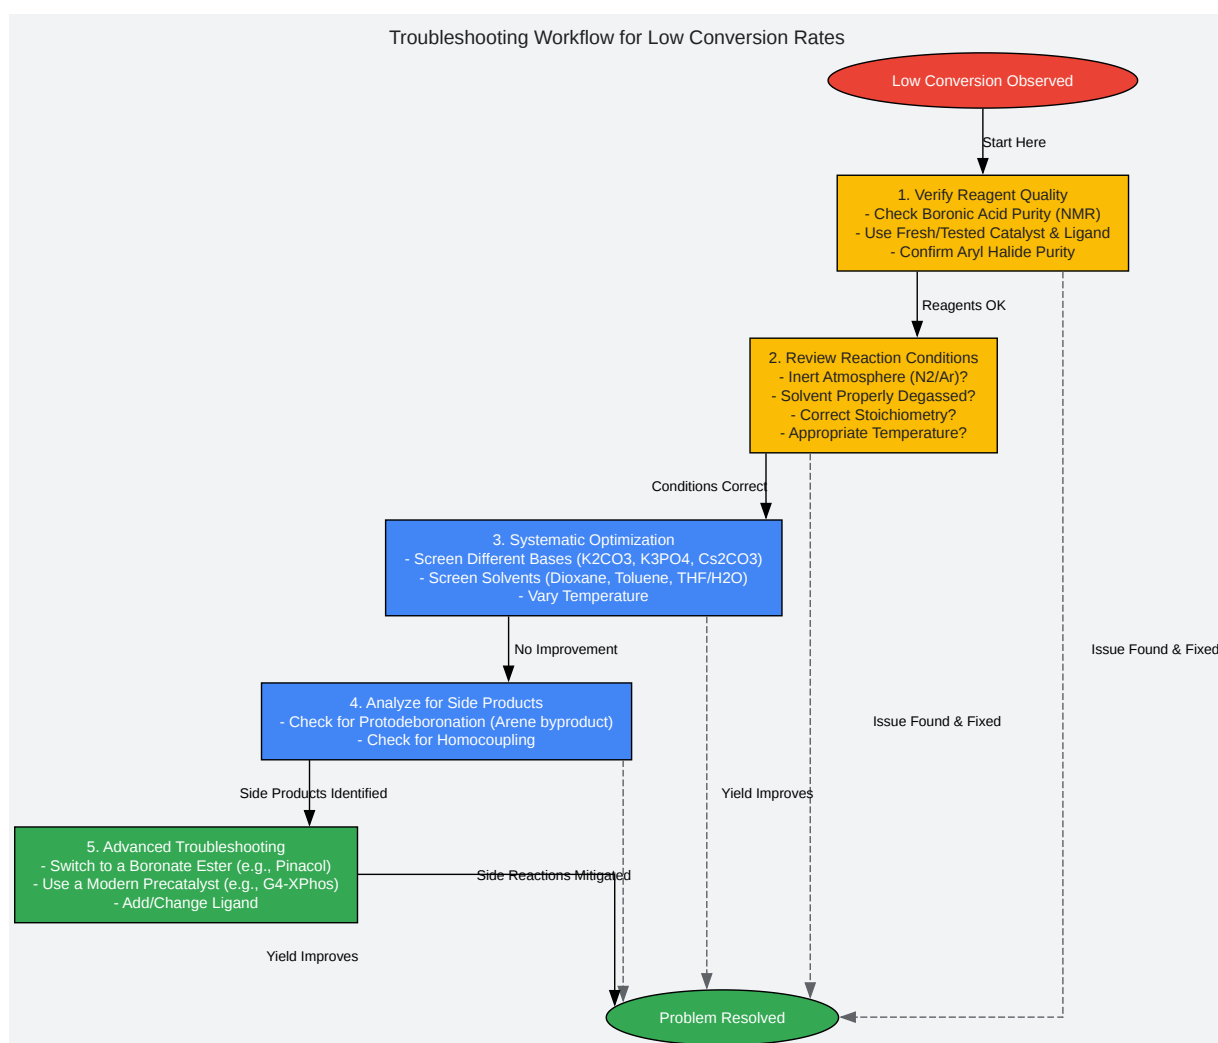 Troubleshooting Workflow for Low Conversion Rates
Low Conversion Observed
Start Here
1. Verify Reagent Quality
- Check Boronic Acid Purity (NMR)
- Use Fresh/Tested Catalyst & Ligand
- Confirm Aryl Halide Purity
Reagents OK
2. Review Reaction Conditions
- Inert Atmosphere (N2/Ar)?
- Solvent Properly Degassed?
- Correct Stoichiometry?
- Appropriate Temperature?
Conditions Correct
3. Systematic Optimization
- Screen Different Bases (K2CO3, K3PO4, Cs2CO3)
- Screen Solvents (Dioxane, Toluene, THF/H2O)
- Vary Temperature
No Improvement
Issue Found & Fixed
4. Analyze for Side Products
- Check for Protodeboronation (Arene byproduct)
- Check for Homocoupling
Issue Found & Fixed
Side Products Identified
Yield Improves
5. Advanced Troubleshooting
- Switch to a Boronate Ester (e.g., Pinacol)
- Use a Modern Precatalyst (e.g., G4-XPhos)
- Add/Change Ligand
Side Reactions Mitigated
Yield Improves
Problem Resolved